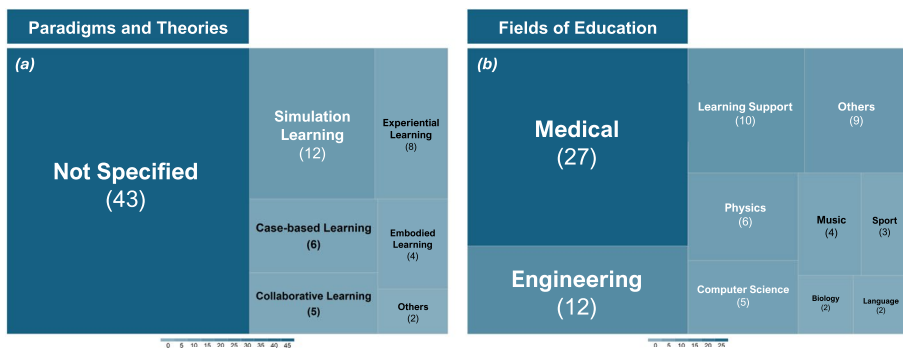 Paradigms and Theories
(a)
Not Specified
(43)
Simulation
Learning
(12)
Experiential
Learning
(8)
Case-based Learning
(6)
Embodied
Learning
(4)
Collaborative Learning
(5)
Others
(2)
0 5 10 15 20 25 30 35 40 45
Fields of Education
(b)
Medical
(27)
Learning Support
(10)
Others
(9)
Physics
(6)
Music
(4)
Sport
(3)
Engineering
(12)
Computer Science
(5)
Biology
(2)
Language
(2)
0 5 10 15 20 25